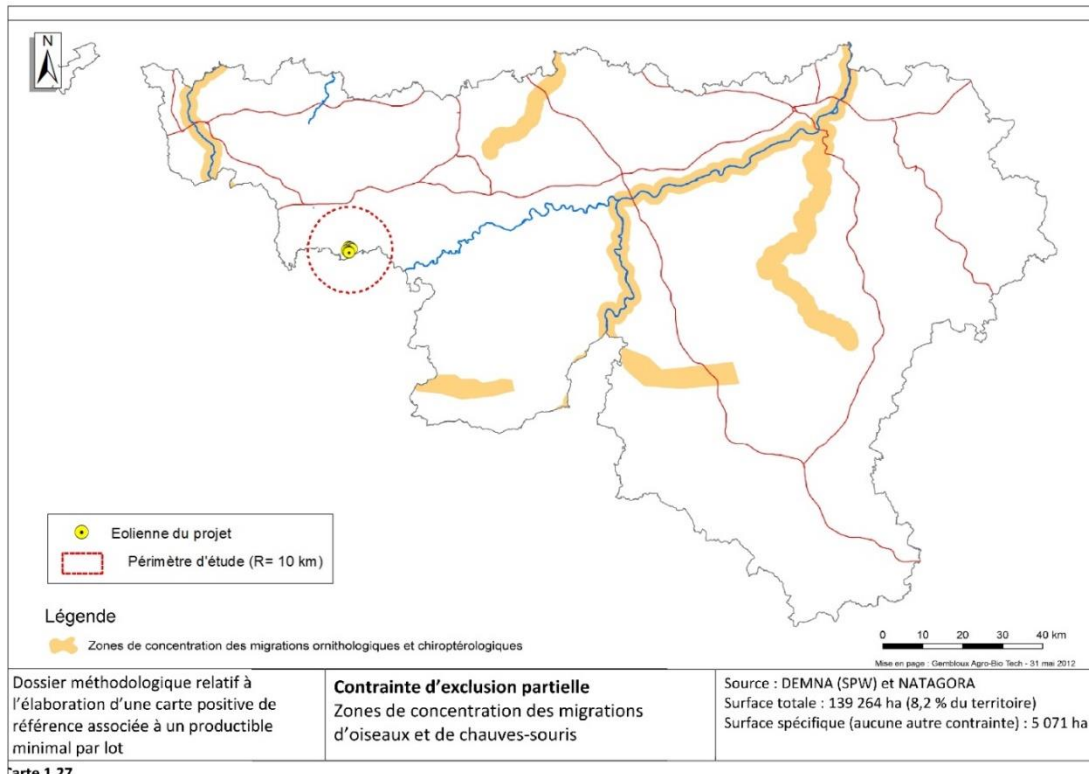 N
Eolienne du projet
Périmètre d'étude (R= 10 km)
Légende
Zones de concentration des migrations ornithologiques et chiroptérologiques
0 10 20 30 40 km
Mise en page : Gembloux Agro-Bio Tech - 31 mai 2012
Dossier méthodologique relatif à
l'élaboration d'une carte positive de
référence associée à un productible
minimal par lot
Contrainte d'exclusion partielle
Zones de concentration des migrations
d'oiseaux et de chauves-souris
Source : DEMNA (SPW) et NATAGORA
Surface totale : 139 264 ha (8,2 % du territoire)
Surface spécifique (aucune autre contrainte) : 5 071 ha
Carte 1.27